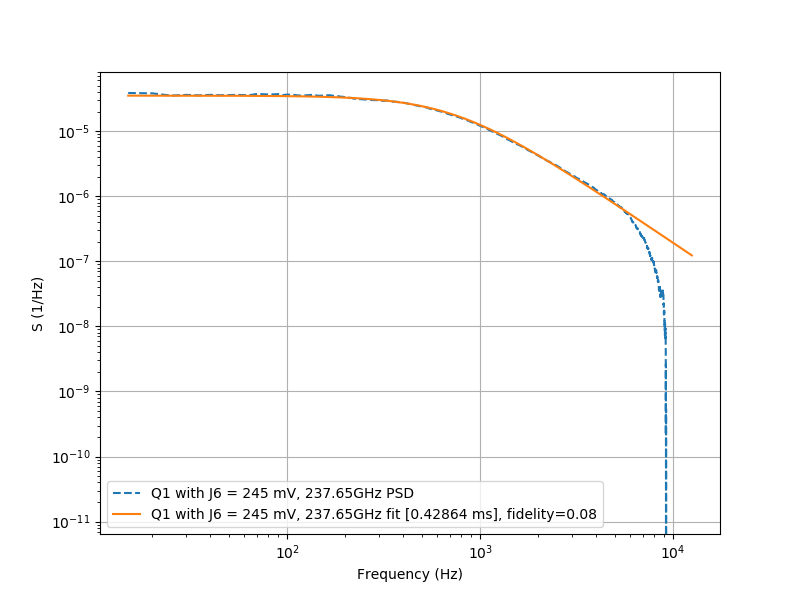 10⁻⁵
10⁻⁶
10⁻⁷
10⁻⁸
10⁻⁹
10⁻¹⁰
10⁻¹¹
S (1/Hz)
Q1 with J6 = 245 mV, 237.65GHz PSD
Q1 with J6 = 245 mV, 237.65GHz fit [0.42864 ms], fidelity=0.08
10² 10³ 10⁴
Frequency (Hz)